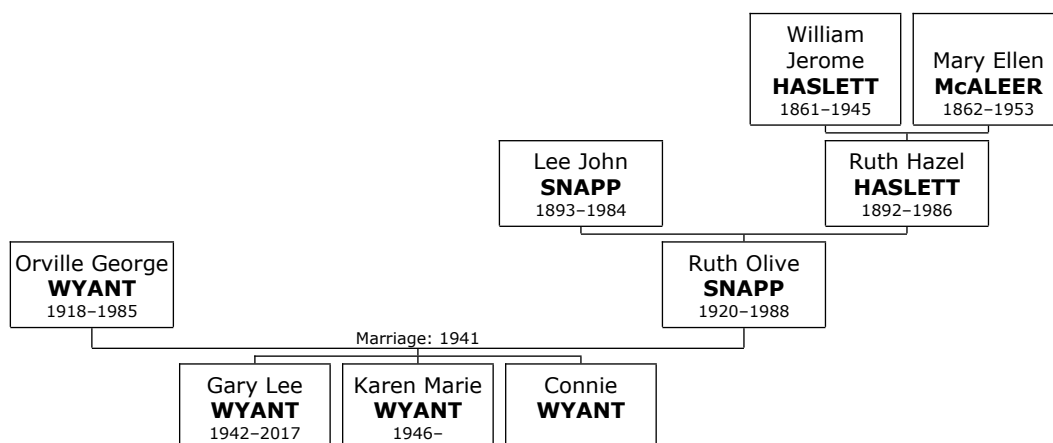 William
Jerome
HASLETT
1861–1945
Mary Ellen
McALEER
1862–1953
Lee John
SNAPP
1893–1984
Ruth Hazel
HASLETT
1892–1986
Orville George
WYANT
1918–1985
Ruth Olive
SNAPP
1920–1988
Marriage: 1941
Gary Lee
WYANT
1942–2017
Karen Marie
WYANT
1946–
Connie
WYANT